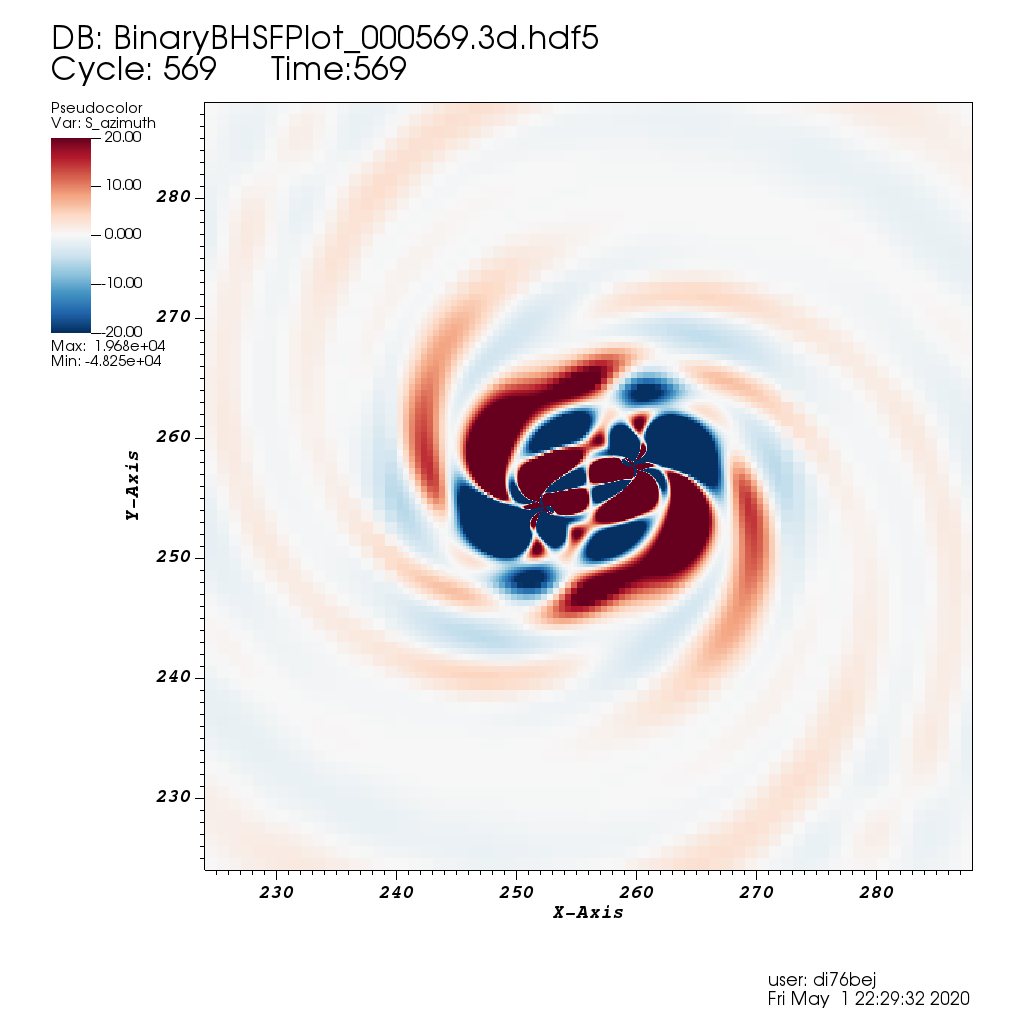 DB: BinaryBHSFPlot_000569.3d.hdf5
Cycle: 569 Time:569
Pseudocolor
Var: S_azimuth
20.00
10.00
0.000
-10.00
-20.00
Max: 1.968e+04
Min: -4.825e+04
280
270
260
250
240
230
Y-Axis
230 240 250 260 270 280
X-Axis
user: di76bej
Fri May 1 22:29:32 2020